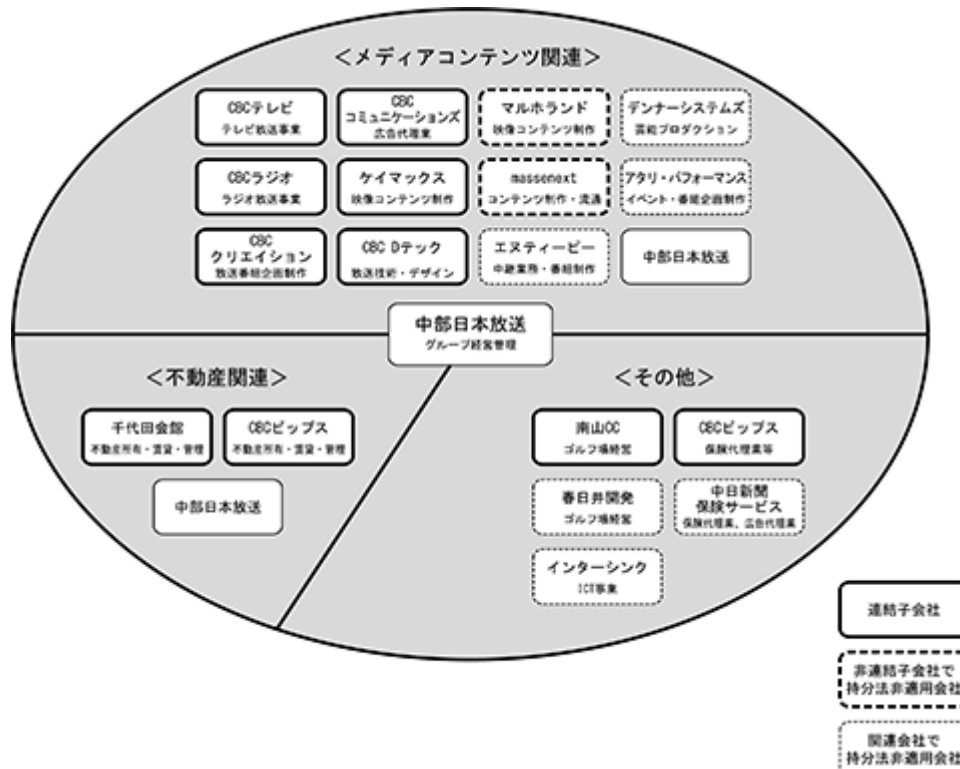 ＜メディアコンテンツ関連＞
CBCテレビ
テレビ放送事業
CBC
コミュニケーションズ
広告代理業
マルホランド
映像コンテンツ制作
デンナーシステムズ
芸能プロダクション
CBCラジオ
ラジオ放送事業
ケイマックス
映像コンテンツ制作
massenext
コンテンツ制作・流通
アタリ・パフォーマンス
イベント・番組企画制作
CBC
クリエイション
放送番組企画制作
CBC Dテック
放送技術・デザイン
エヌティーピー
中継業務・番組制作
中部日本放送
中部日本放送
グループ経営管理
＜不動産関連＞
千代田会館
不動産所有・賃貸・管理
CBCビップス
不動産所有・賃貸・管理
中部日本放送
＜その他＞
南山CC
ゴルフ場経営
CBCビップス
保険代理業等
春日井開発
ゴルフ場経営
中日新聞
保険サービス
保険代理業、広告代理業
インターシンク
ICT事業
連結子会社
非連結子会社で
持分法非適用会社
関連会社で
持分法非適用会社